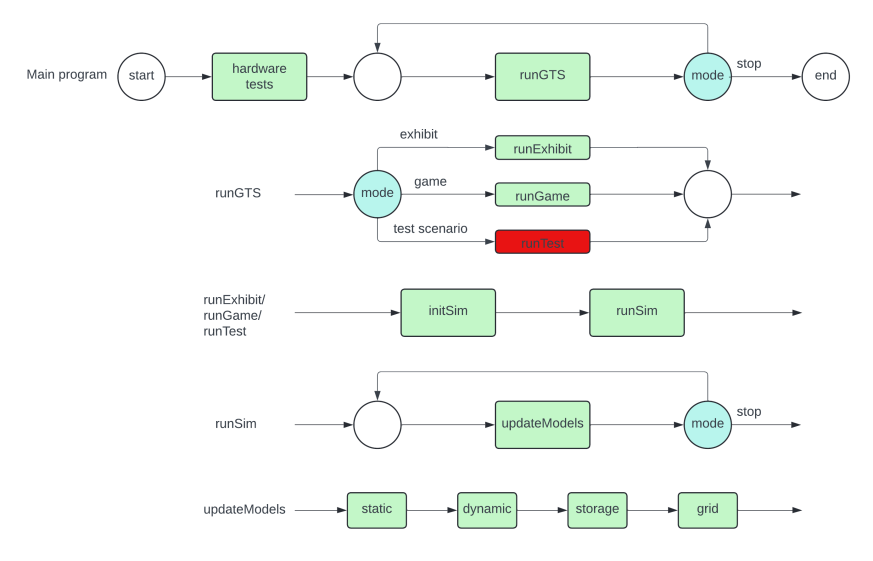 Main program
start
hardware
tests
runGTS
mode
stop
end
runGTS
mode
exhibit
runExhibit
game
runGame
test scenario
runTest
runExhibit/
runGame/
runTest
initSim
runSim
runSim
updateModels
mode
stop
updateModels
static
dynamic
storage
grid